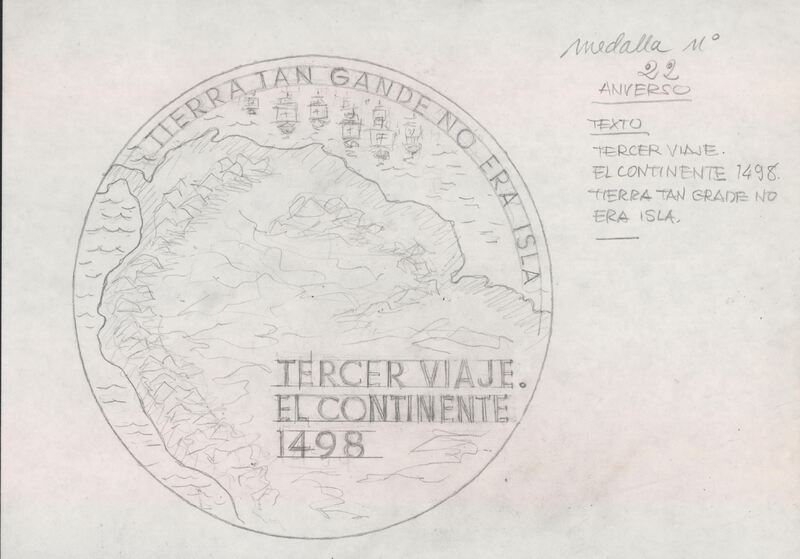 TIERRA TAN GANDE NO ERA ISLA
TERCER VIAJE.
EL CONTINENTE
1498
medalla Nº
22
ANVERSO
TEXTO
TERCER VIAJE.
EL CONTINENTE 1498.
TIERRA TAN GRADE NO
ERA ISLA.